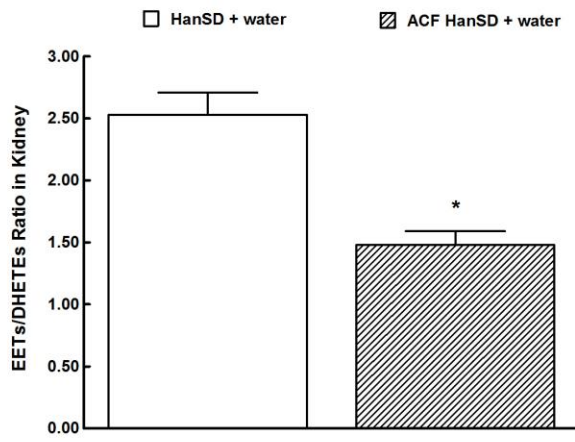 HanSD + water
ACF HanSD + water
EETs/DHETEs Ratio in Kidney
3.00
2.50
2.00
1.50
1.00
0.50
0.00
*